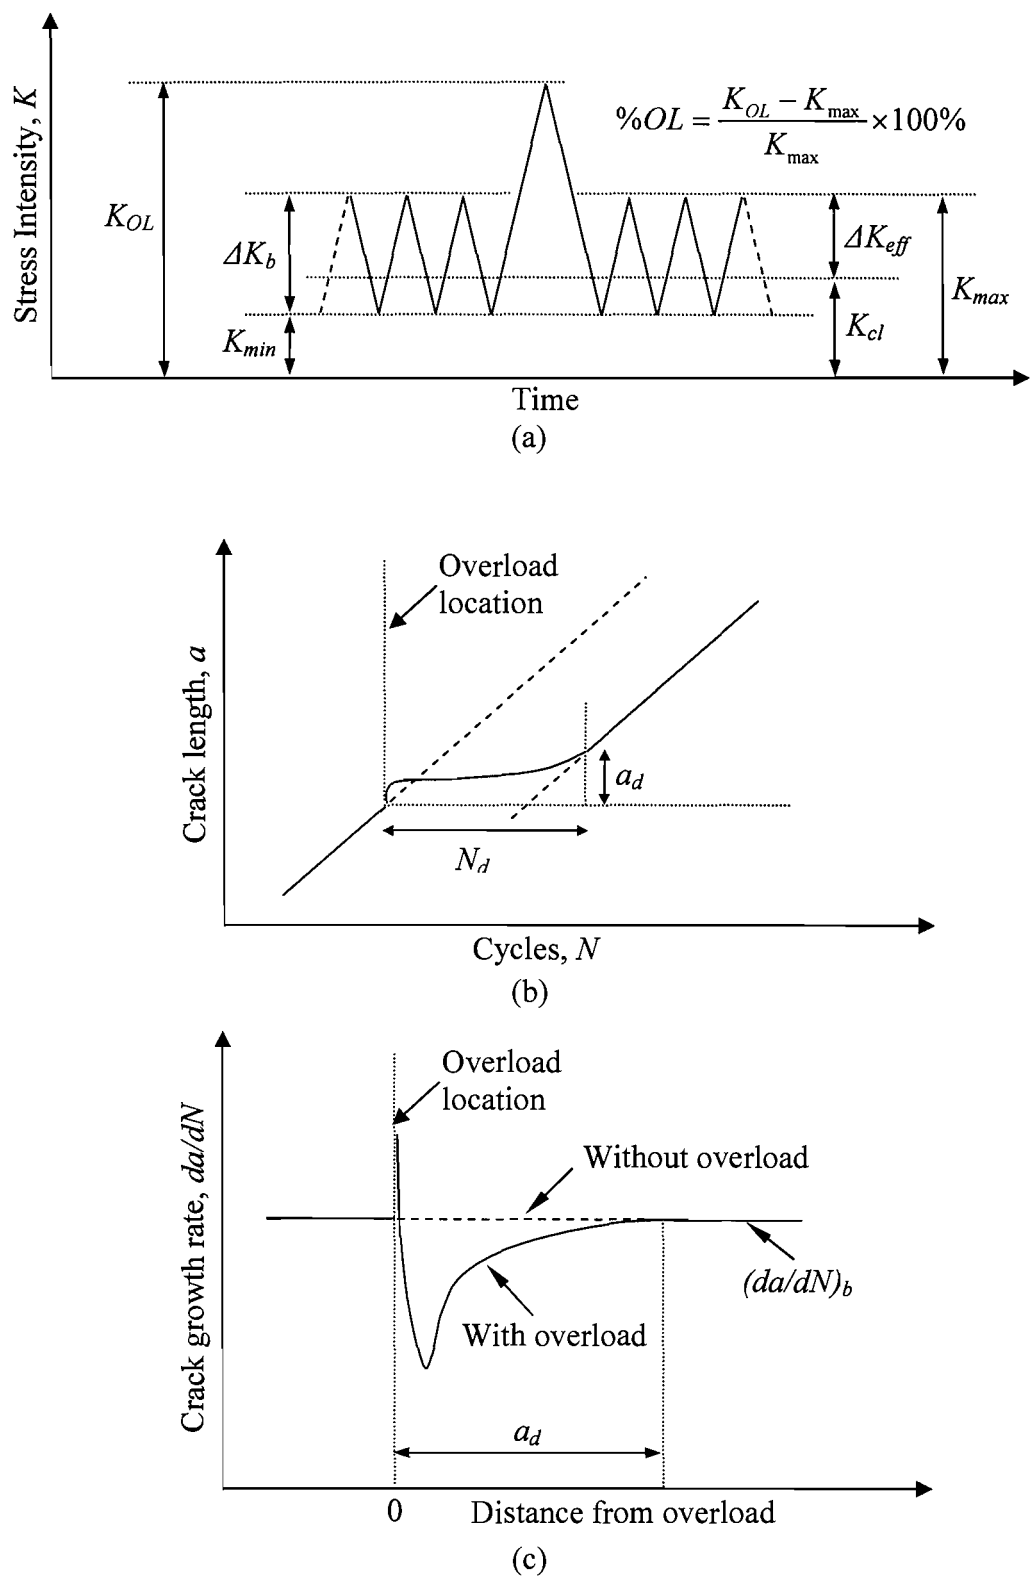 Stress Intensity, K
%OL = (K_OL − K_max) / K_max × 100%
K_OL
ΔK_b
ΔK_eff
K_max
K_min
K_cl
Time
(a)
Overload
location
Crack length, a
a_d
N_d
Cycles, N
(b)
Overload
location
Crack growth rate, da/dN
Without overload
(da/dN)_b
With overload
a_d
0
Distance from overload
(c)